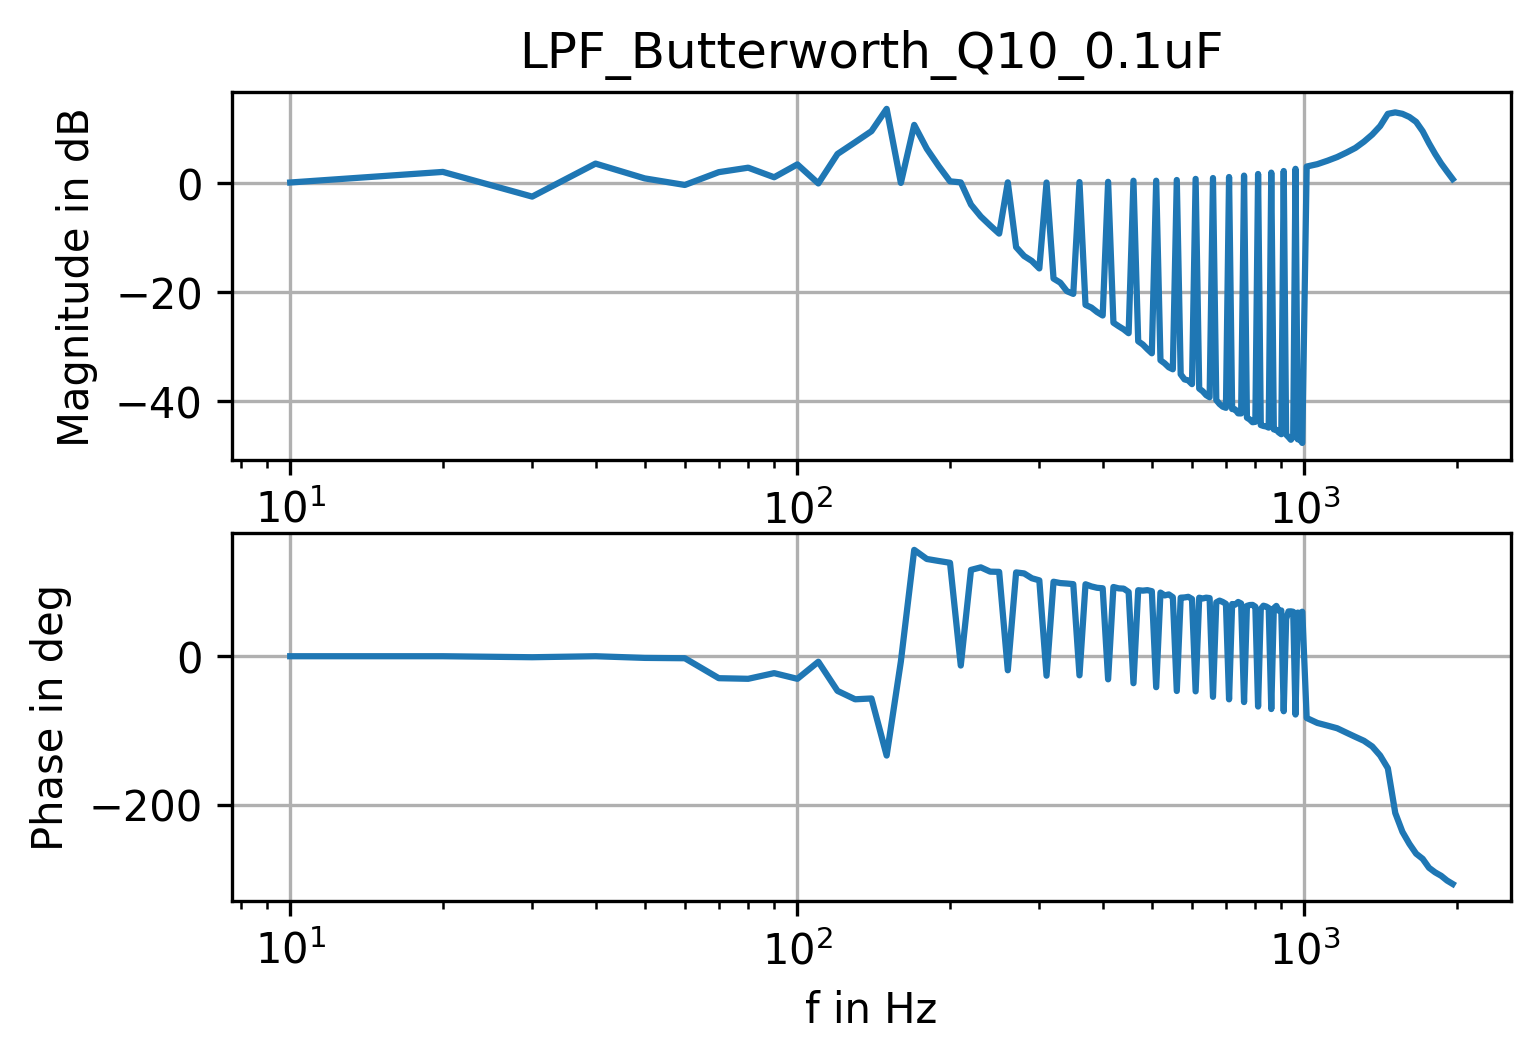 LPF_Butterworth_Q10_0.1uF
Magnitude in dB
0
−20
−40
10¹ 10² 10³
Phase in deg
0
−200
10¹ 10² 10³
f in Hz